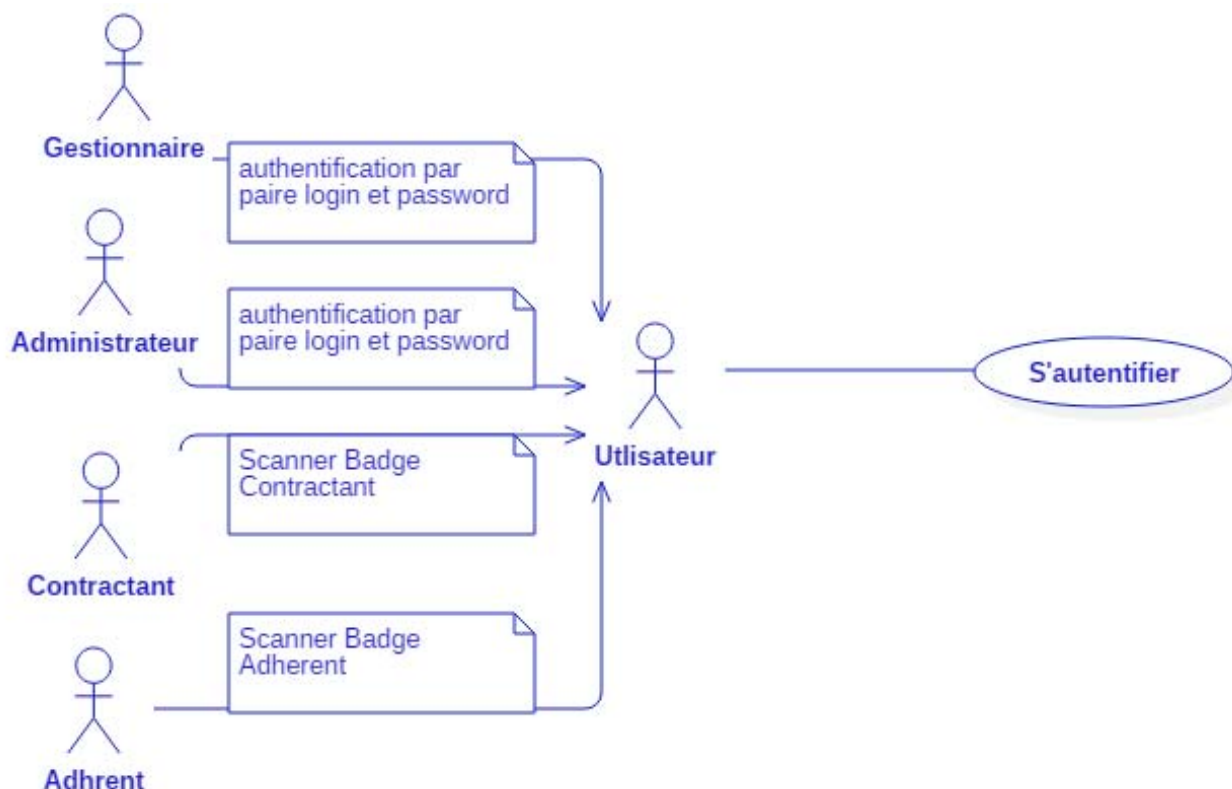 Gestionnaire
authentification par
paire login et password
Administrateur
authentification par
paire login et password
Utlisateur
S'autentifier
Scanner Badge
Contractant
Contractant
Scanner Badge
Adherent
Adhrent